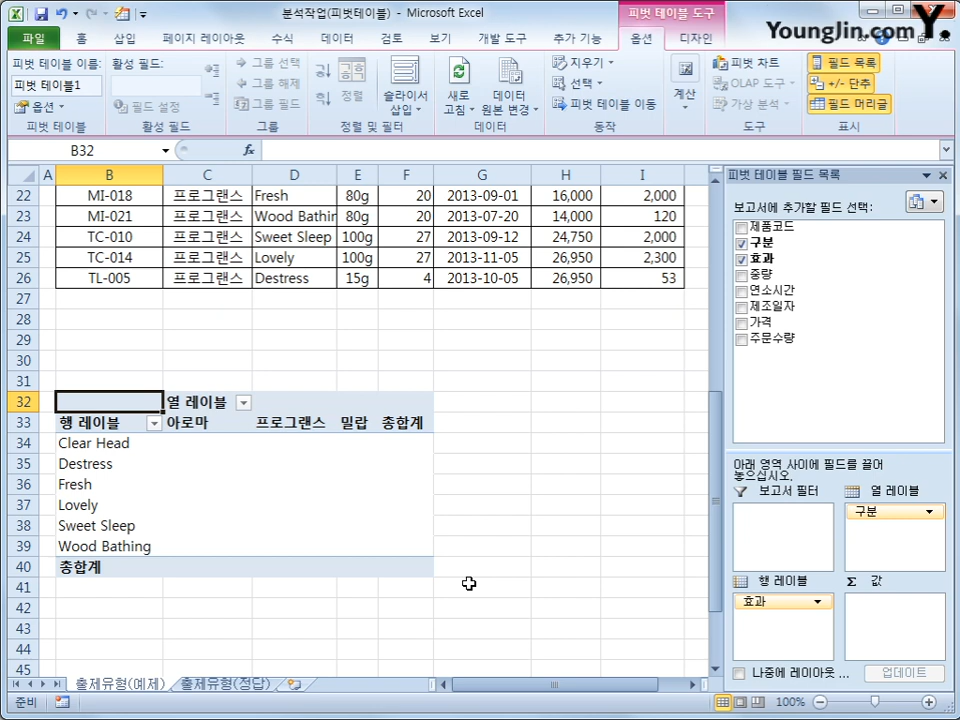 분석작업(피벗테이블) - Microsoft Excel
피벗 테이블 도구
Younglin.com
Y.
파일 홈 삽입 페이지 레이아웃 수식 데이터 검토 보기 개발 도구 추가 기능 옵션 디자인
피벗 테이블 이름: 활성 필드: 그룹 선택 지우기 피벗 차트 필드 목록
피벗 테이블1 그룹 해제 정렬 슬라이서 삽입 새로 고침 데이터 원본 변경 선택 계산 OLAP 도구 +/- 단추
옵션 필드 설정 그룹 필드 피벗 테이블 이동 가상 분석 필드 머리글
피벗 테이블 활성 필드 그룹 정렬 및 필터 데이터 동작 도구 표시
B32 fx
A B C D E F G H I
22 MI-018 프로그랜스 Fresh 80g 20 2013-09-01 16,000 2,000
23 MI-021 프로그랜스 Wood Bathin 80g 20 2013-07-20 14,000 120
24 TC-010 프로그랜스 Sweet Sleep 100g 27 2013-09-12 24,750 2,000
25 TC-014 프로그랜스 Lovely 100g 27 2013-11-05 26,950 2,300
26 TL-005 프로그랜스 Destress 15g 4 2013-10-05 26,950 53
27
28
29
30
31
32 열 레이블
33 행 레이블 아로마 프로그랜스 밀랍 총합계
34 Clear Head
35 Destress
36 Fresh
37 Lovely
38 Sweet Sleep
39 Wood Bathing
40 총합계
41
42
43
44
45
피벗 테이블 필드 목록
보고서에 추가할 필드 선택:
제품코드
구분
효과
중량
연소시간
제조일자
가격
주문수량
아래 영역 사이에 필드를 끌어
놓으십시오.
보고서 필터 열 레이블
구분
행 레이블 Σ 값
효과
나중에 레이아웃 ... 업데이트
출제유형(예제) 출제유형(정답)
준비 100%